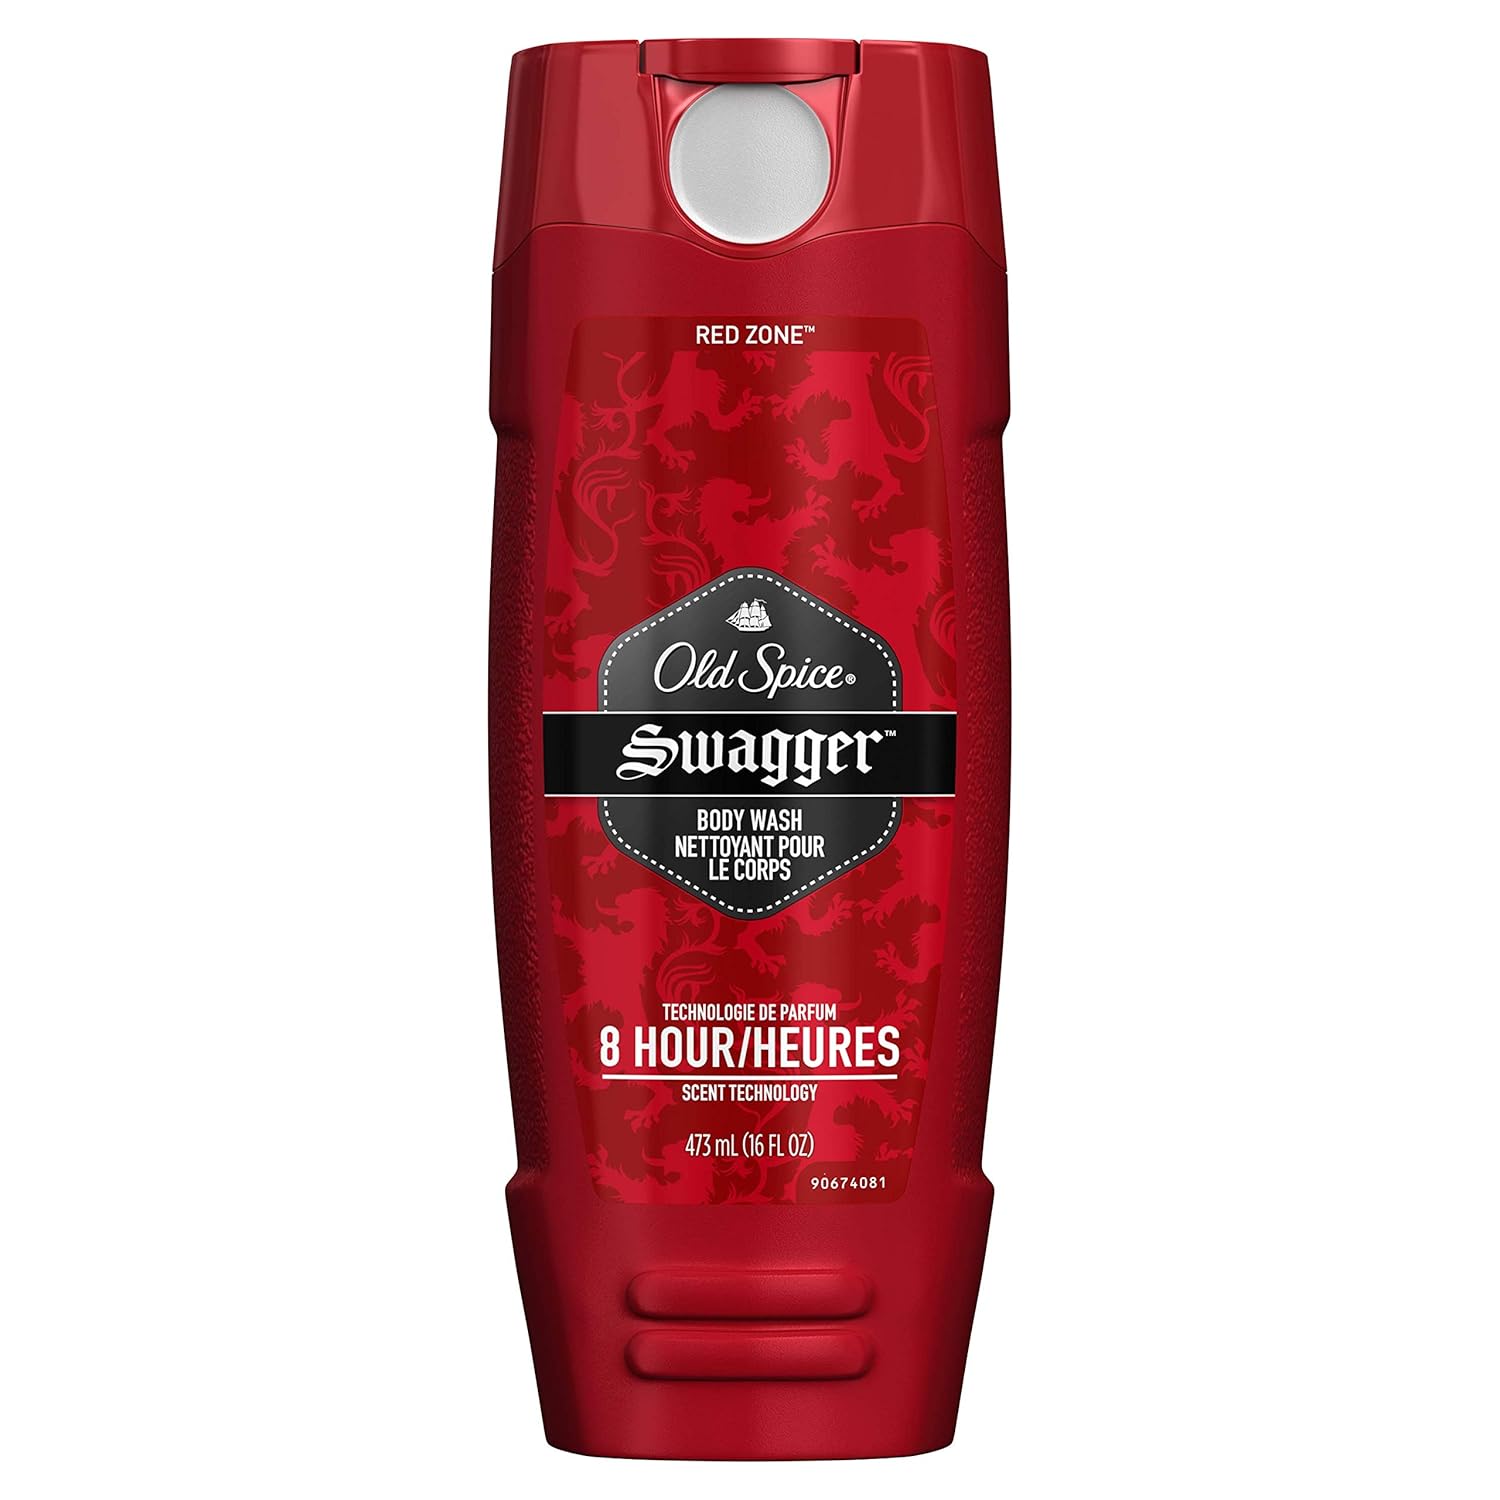 RED ZONE™
Old Spice®
Swagger™
BODY WASH
NETTOYANT POUR
LE CORPS
TECHNOLOGIE DE PARFUM
8 HOUR/HEURES
SCENT TECHNOLOGY
473 mL (16 FL OZ)
90674081